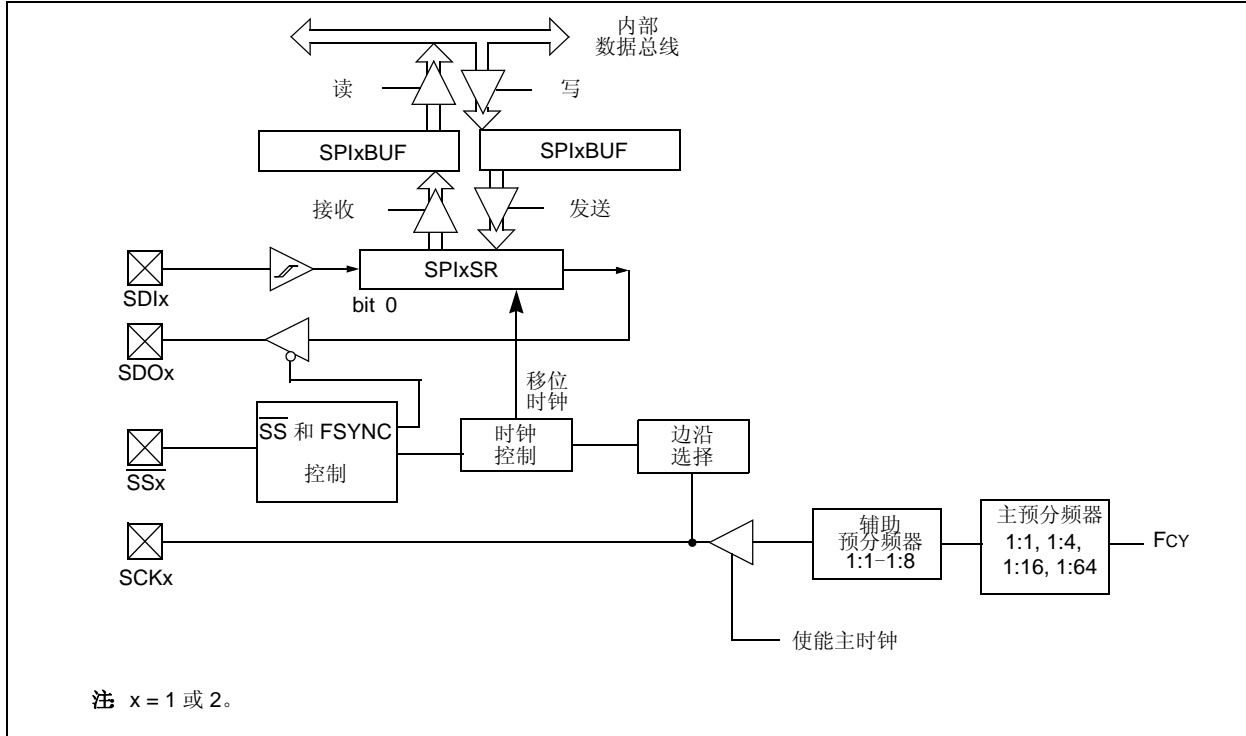 内部
数据总线
读
写
SPIxBUF
SPIxBUF
接收
发送
SPIxSR
SDIx
bit 0
SDOx
移位
时钟
SS 和 FSYNC
控制
时钟
控制
边沿
选择
SSx
辅助
预分频器
1:1–1:8
主预分频器
1:1, 1:4,
1:16, 1:64
FCY
SCKx
使能主时钟
注: x = 1 或 2。